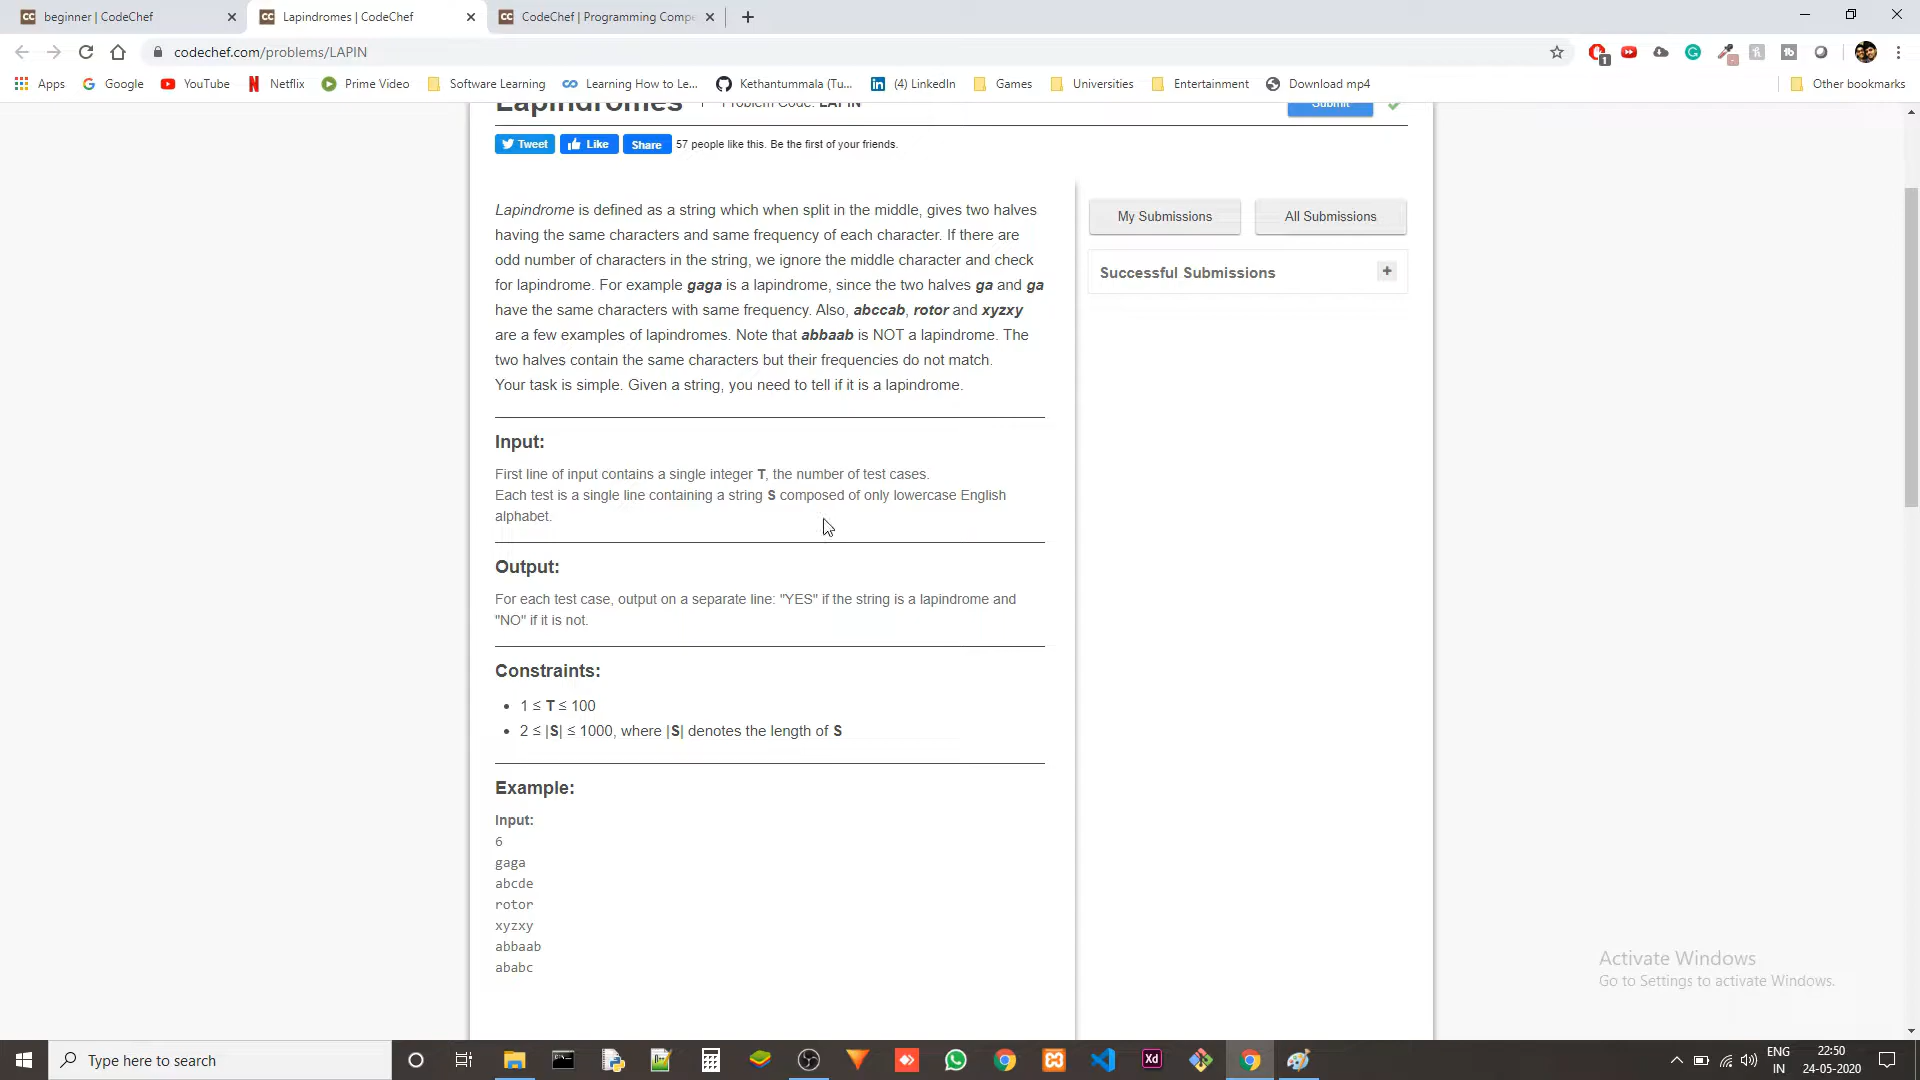 beginner | CodeChef
Lapindromes | CodeChef
CodeChef | Programming Compe
codechef.com/problems/LAPIN
1
Apps
Google
YouTube
Netflix
Prime Video
Software Learning
Learning How to Le...
Kethantummala (Tu...
(4) LinkedIn
Games
Universities
Entertainment
Download mp4
Other bookmarks
Lapindromes
Problem Code: LAPIN
Submit
Tweet
Like
Share
57 people like this. Be the first of your friends.
Lapindrome is defined as a string which when split in the middle, gives two halves
having the same characters and same frequency of each character. If there are
odd number of characters in the string, we ignore the middle character and check
for lapindrome. For example gaga is a lapindrome, since the two halves ga and ga
have the same characters with same frequency. Also, abccab, rotor and xyzxy
are a few examples of lapindromes. Note that abbaab is NOT a lapindrome. The
two halves contain the same characters but their frequencies do not match.
Your task is simple. Given a string, you need to tell if it is a lapindrome.
My Submissions
All Submissions
Successful Submissions
+
Input:
First line of input contains a single integer T, the number of test cases.
Each test is a single line containing a string S composed of only lowercase English
alphabet.
Output:
For each test case, output on a separate line: "YES" if the string is a lapindrome and
"NO" if it is not.
Constraints:
• 1 ≤ T ≤ 100
• 2 ≤ |S| ≤ 1000, where |S| denotes the length of S
Example:
Input:
6
gaga
abcde
rotor
xyzxy
abbaab
ababc
Activate Windows
Go to Settings to activate Windows.
Type here to search
Xd
ENG
IN
22:50
24-05-2020